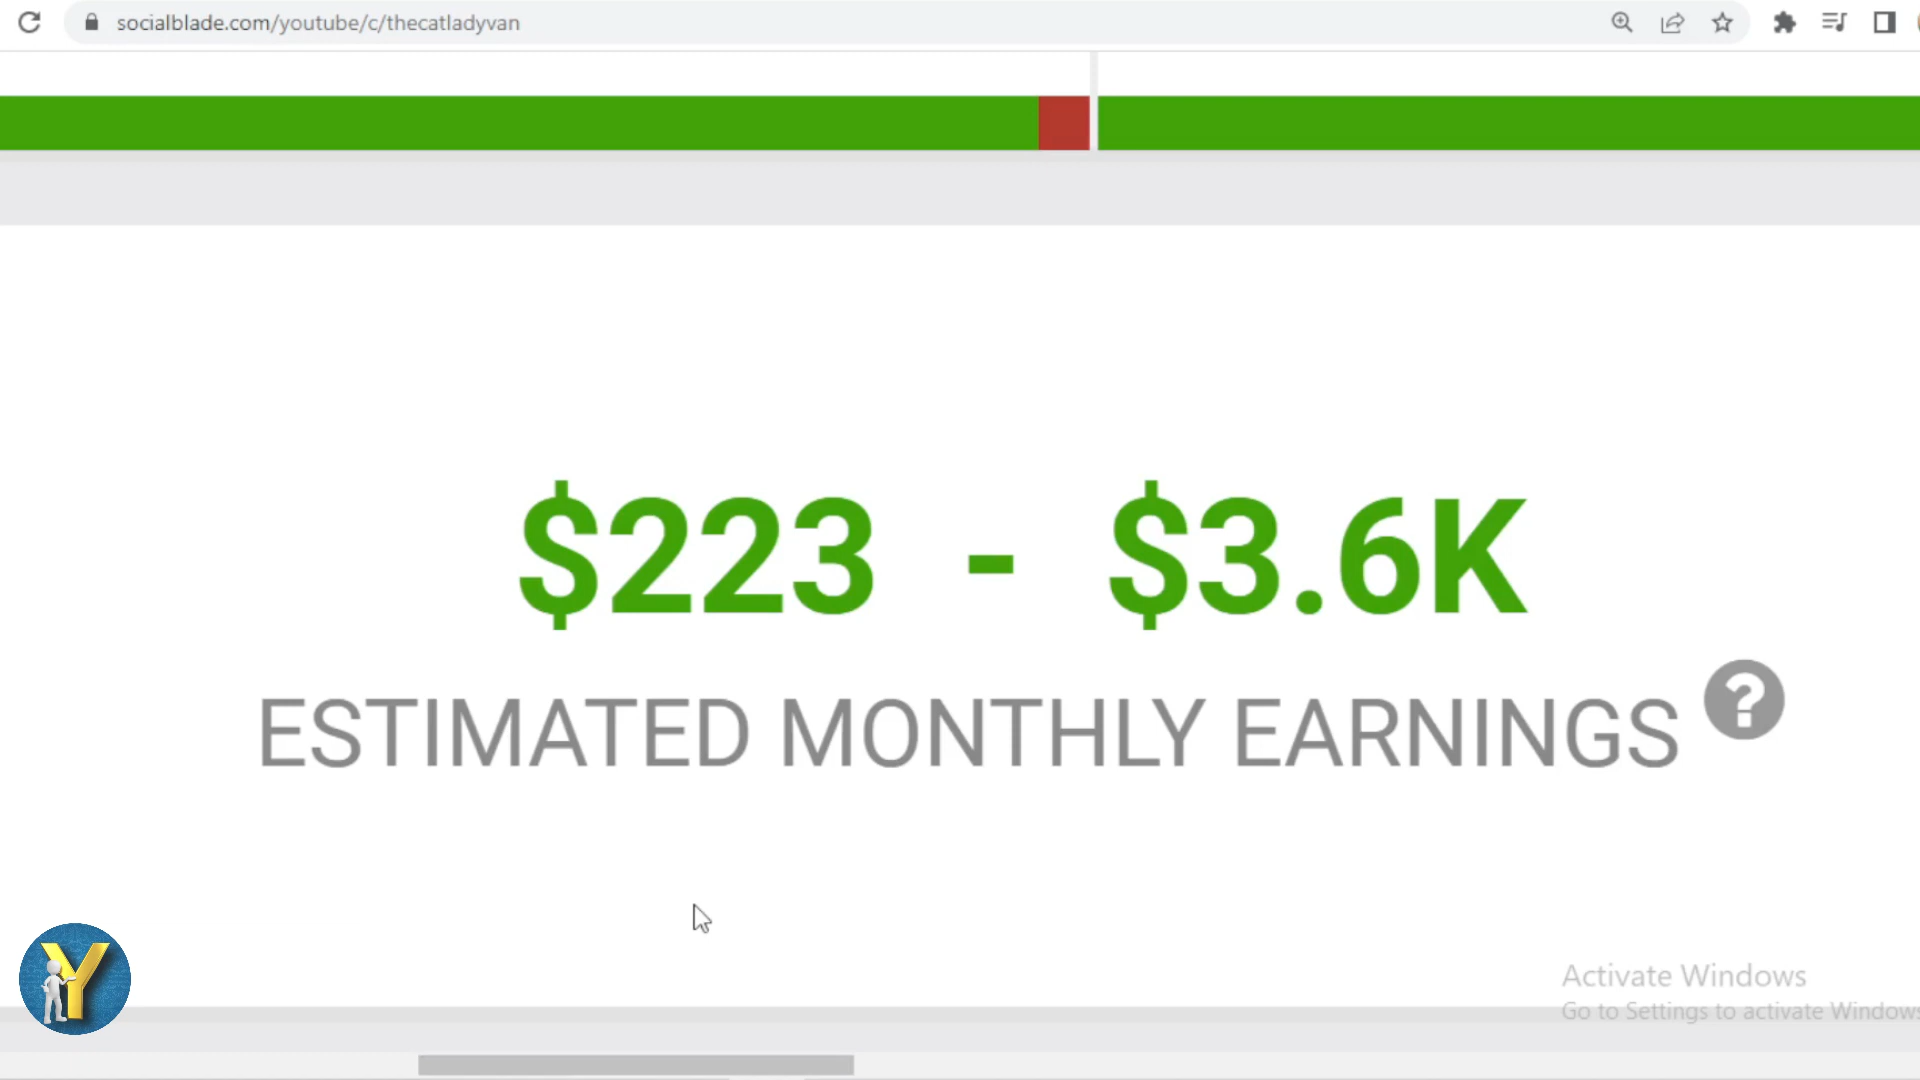 socialblade.com/youtube/c/thecatladyvan
$223 - $3.6K
ESTIMATED MONTHLY EARNINGS ?
Y
Activate Windows
Go to Settings to activate Windows